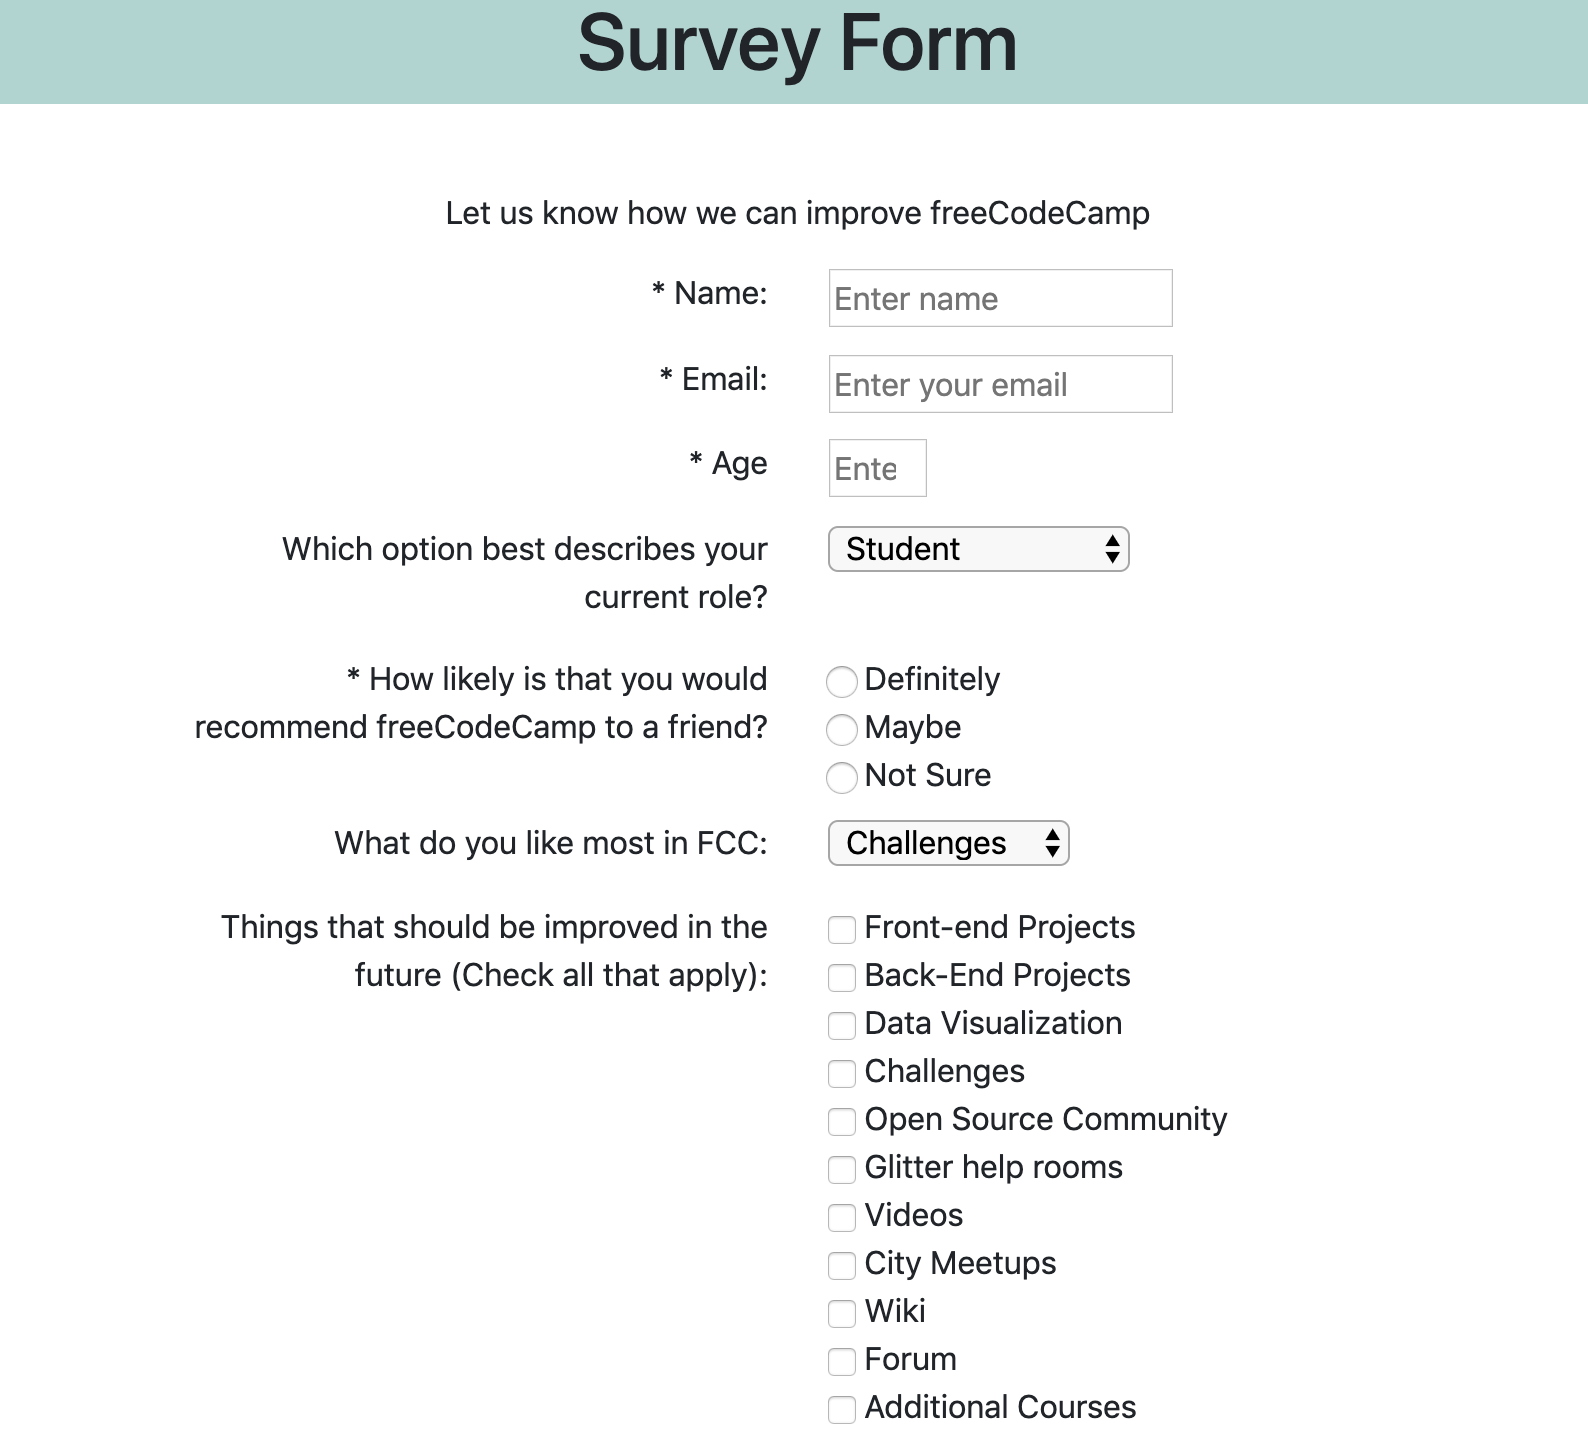 Survey Form
Let us know how we can improve freeCodeCamp
* Name:
Enter name
* Email:
Enter your email
* Age
Ente
Which option best describes your
current role?
Student
* How likely is that you would
recommend freeCodeCamp to a friend?
Definitely
Maybe
Not Sure
What do you like most in FCC:
Challenges
Things that should be improved in the
future (Check all that apply):
Front-end Projects
Back-End Projects
Data Visualization
Challenges
Open Source Community
Glitter help rooms
Videos
City Meetups
Wiki
Forum
Additional Courses